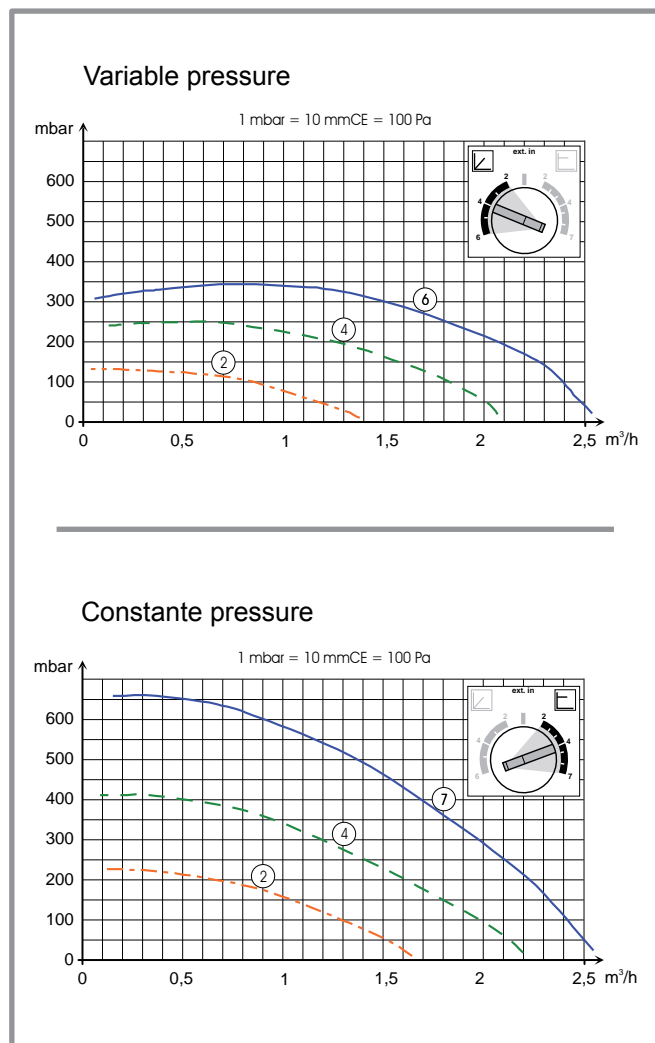 Variable pressure
1 mbar = 10 mmCE = 100 Pa
mbar
ext. in
2 2
4 4
6 7
600
500
400
300
200
100
0
6
4
2
0 0,5 1 1,5 2 2,5 m³/h
Constante pressure
1 mbar = 10 mmCE = 100 Pa
mbar
ext. in
2 2
4 4
6 7
600
500
400
300
200
100
0
7
4
2
0 0,5 1 1,5 2 2,5 m³/h